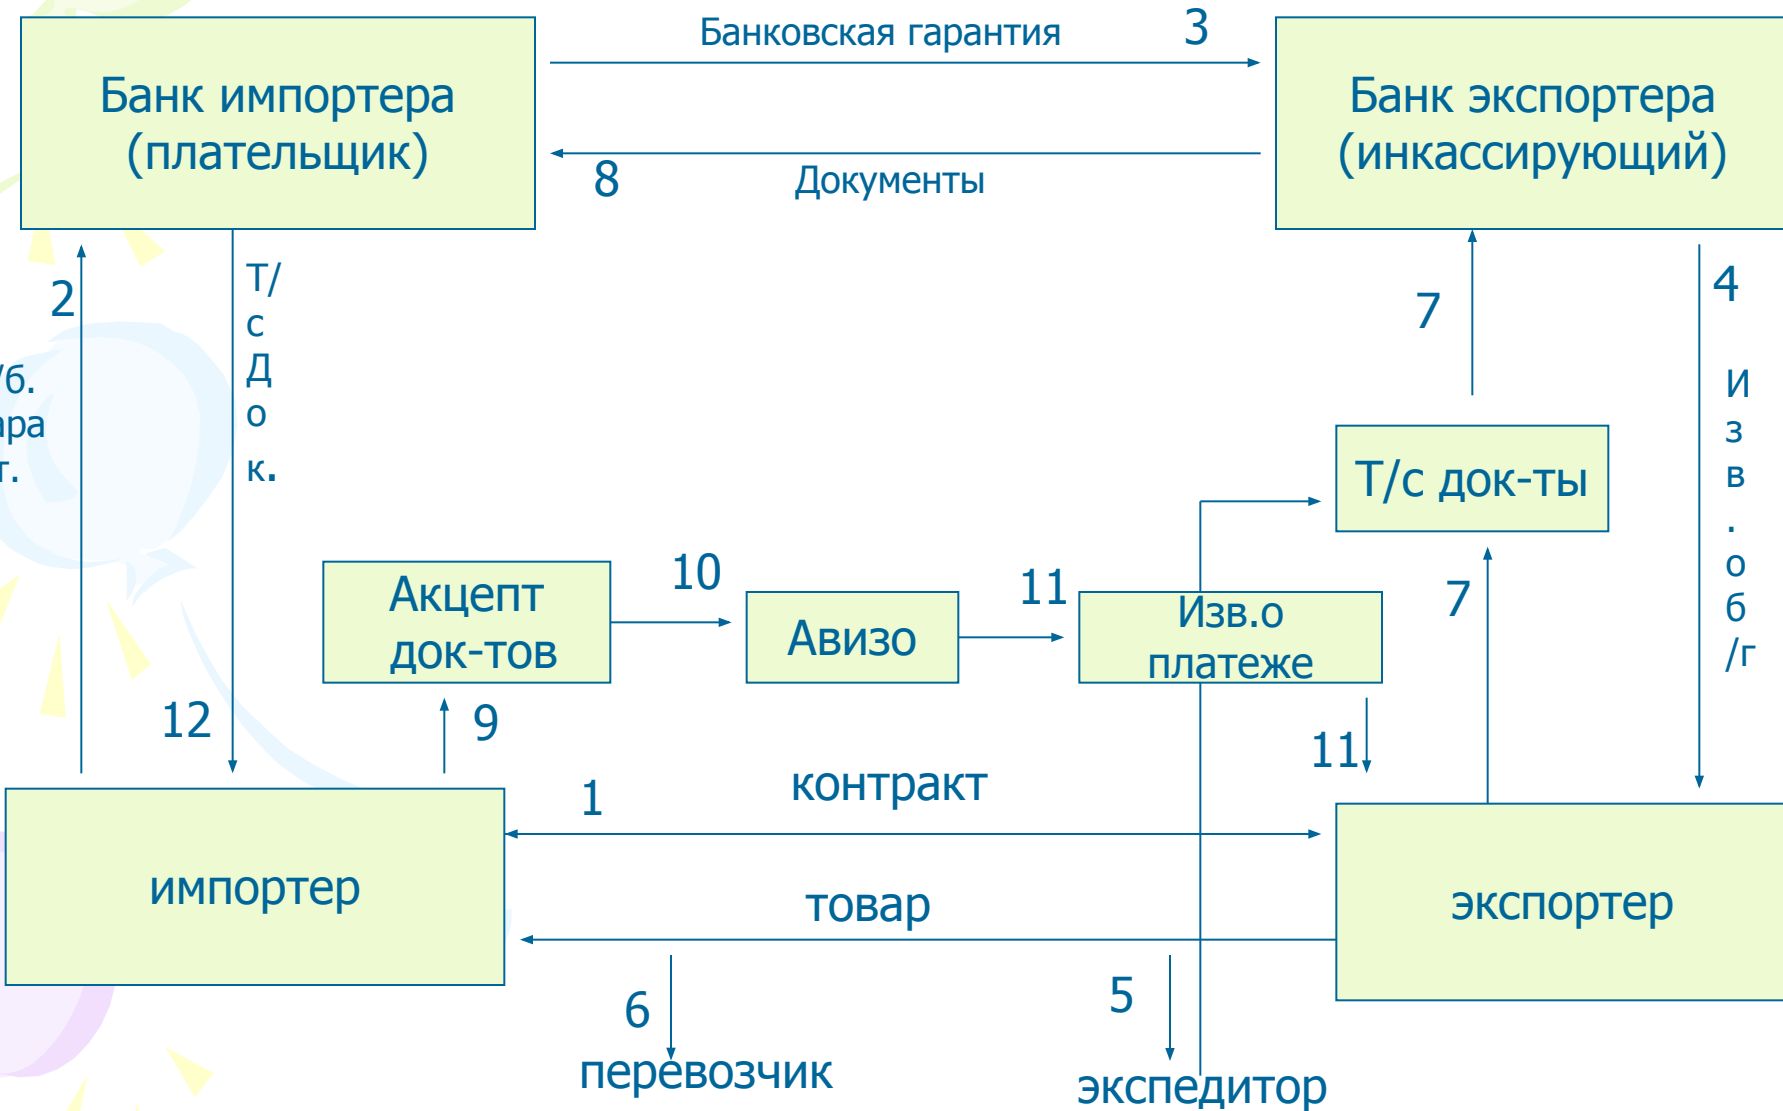 Банковская гарантия
3
Банк импортера
(плательщик)
Банк экспортера
(инкассирующий)
8
Документы
2
Т/
с
Д
о
к.
7
4
/б.
ара
т.
И
з
в
.
о
б
/г
Т/с док-ты
Акцепт
док-тов
10
Авизо
11
Изв.о
платеже
7
12
9
11
1
контракт
импортер
товар
экспортер
6
5
перевозчик
экспедитор